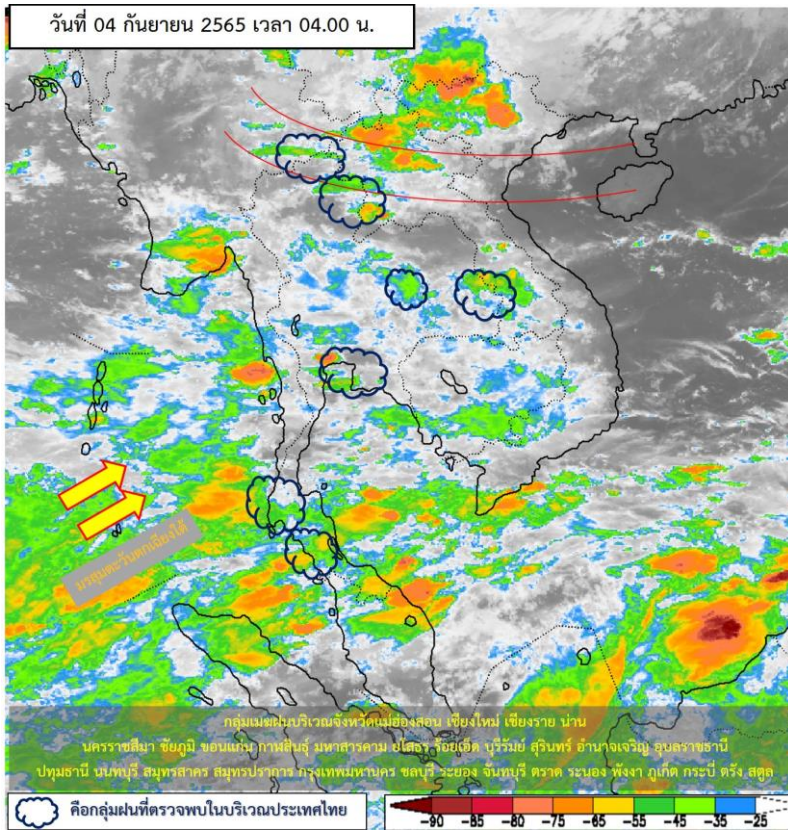 วันที่ 04 กันยายน 2565 เวลา 04.00 น.
มรสุมตะวันตกเฉียงใต้
กลุ่มเมฆฝนบริเวณจังหวัดแม่ฮ่องสอน เชียงใหม่ เชียงราย น่าน
นครราชสีมา ชัยภูมิ ขอนแก่น กาฬสินธุ์ มหาสารคาม ยโสธร ร้อยเอ็ด บุรีรัมย์ สุรินทร์ อำนาจเจริญ อุบลราชธานี
ปทุมธานี นนทบุรี สมุทรสาคร สมุทรปราการ กรุงเทพมหานคร ชลบุรี ระยอง จันทบุรี ตราด ระนอง พังงา ภูเก็ต กระบี่ ตรัง สตูล
คือกลุ่มฝนที่ตรวจพบในบริเวณประเทศไทย
-90 -85 -80 -75 -65 -55 -45 -35 -25